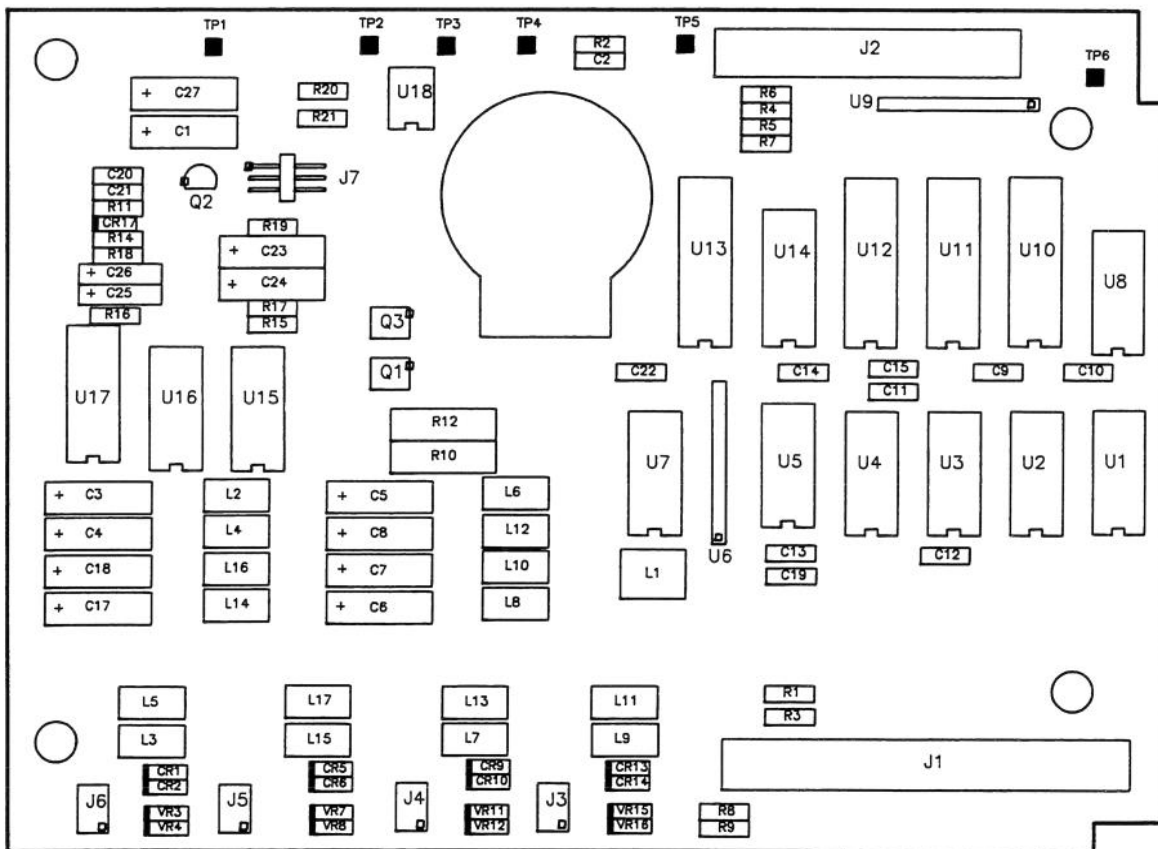 TP1 TP2 TP3 TP4 TP5
R2 J2
C2
TP6
C27 R20 U18 R6 U9
R4
C1 R21 R5
R7
C20 J7
C21 Q2
R11
CR17 R19
R14 C23 U13 U14 U12 U11 U10 U8
R18
C26 C24
C25
R16 R17
R15 Q3
Q1 C22 C14 C15 C9 C10
C11
U17 U16 U15
R12
R10 U7 U5 U4 U3 U2 U1
C3 L2 C5 L6
C4 L4 C8 L12
U6 C13 C12
C18 L16 C7 L10 L1
C19
C17 L14 C6 L8
L5 L17 L13 L11 R1
R3
L3 L15 L7 L9 J1
CR1 CR5 CR9 CR13
CR2 CR6 CR10 CR14
J6 J5 J4 J3
VR3 VR7 VR11 VR15 R8
VR4 VR8 VR12 VR16 R9